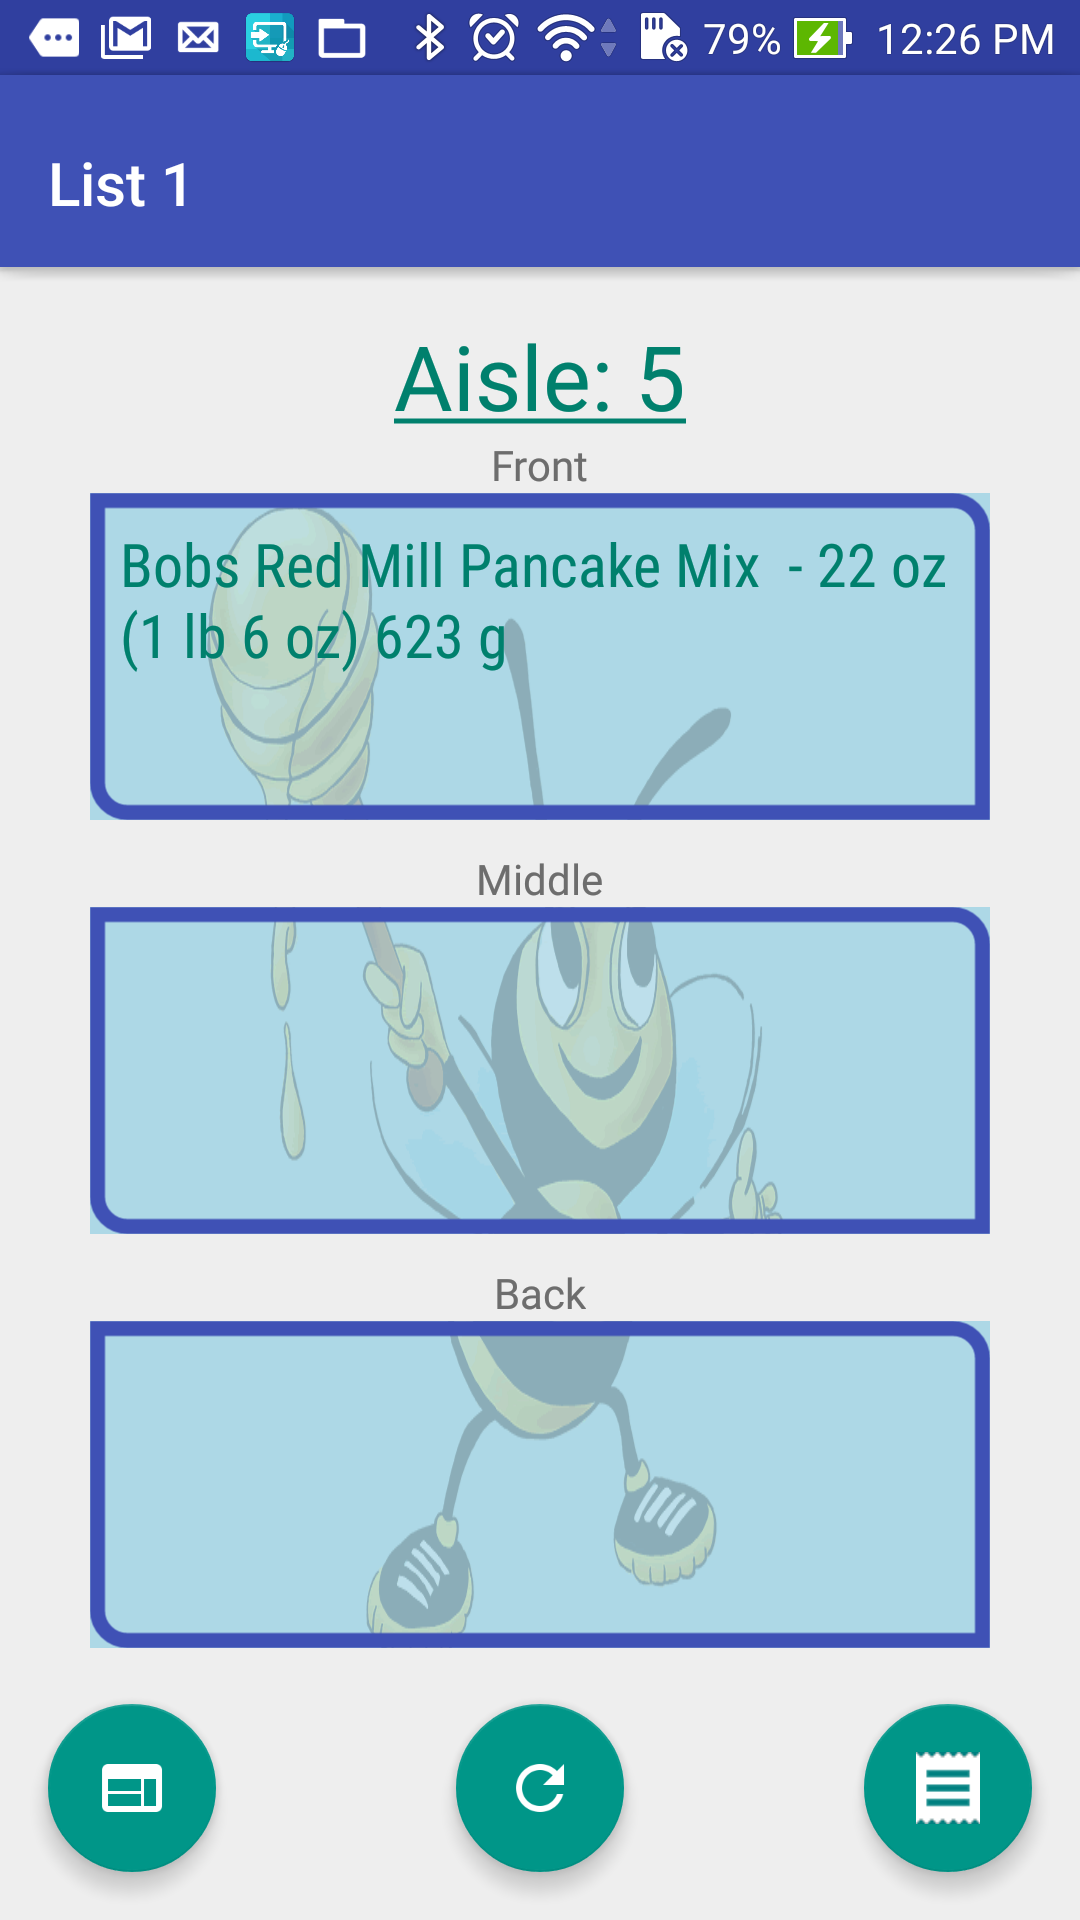 79% 12:26 PM
List 1
Aisle: 5
Front
Bobs Red Mill Pancake Mix  - 22 oz
(1 lb 6 oz) 623 g
Middle
Back